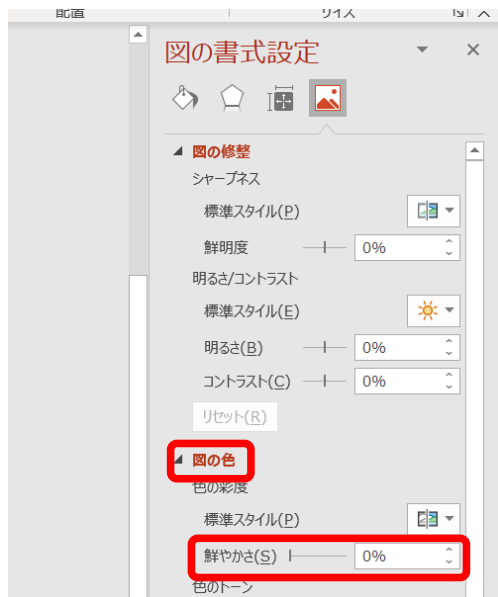 配置 サイズ
図の書式設定
図の修整
シャープネス
標準スタイル(P)
鮮明度 0%
明るさ/コントラスト
標準スタイル(E)
明るさ(B) 0%
コントラスト(C) 0%
リセット(R)
図の色
色の彩度
標準スタイル(P)
鮮やかさ(S) 0%
色のトーン